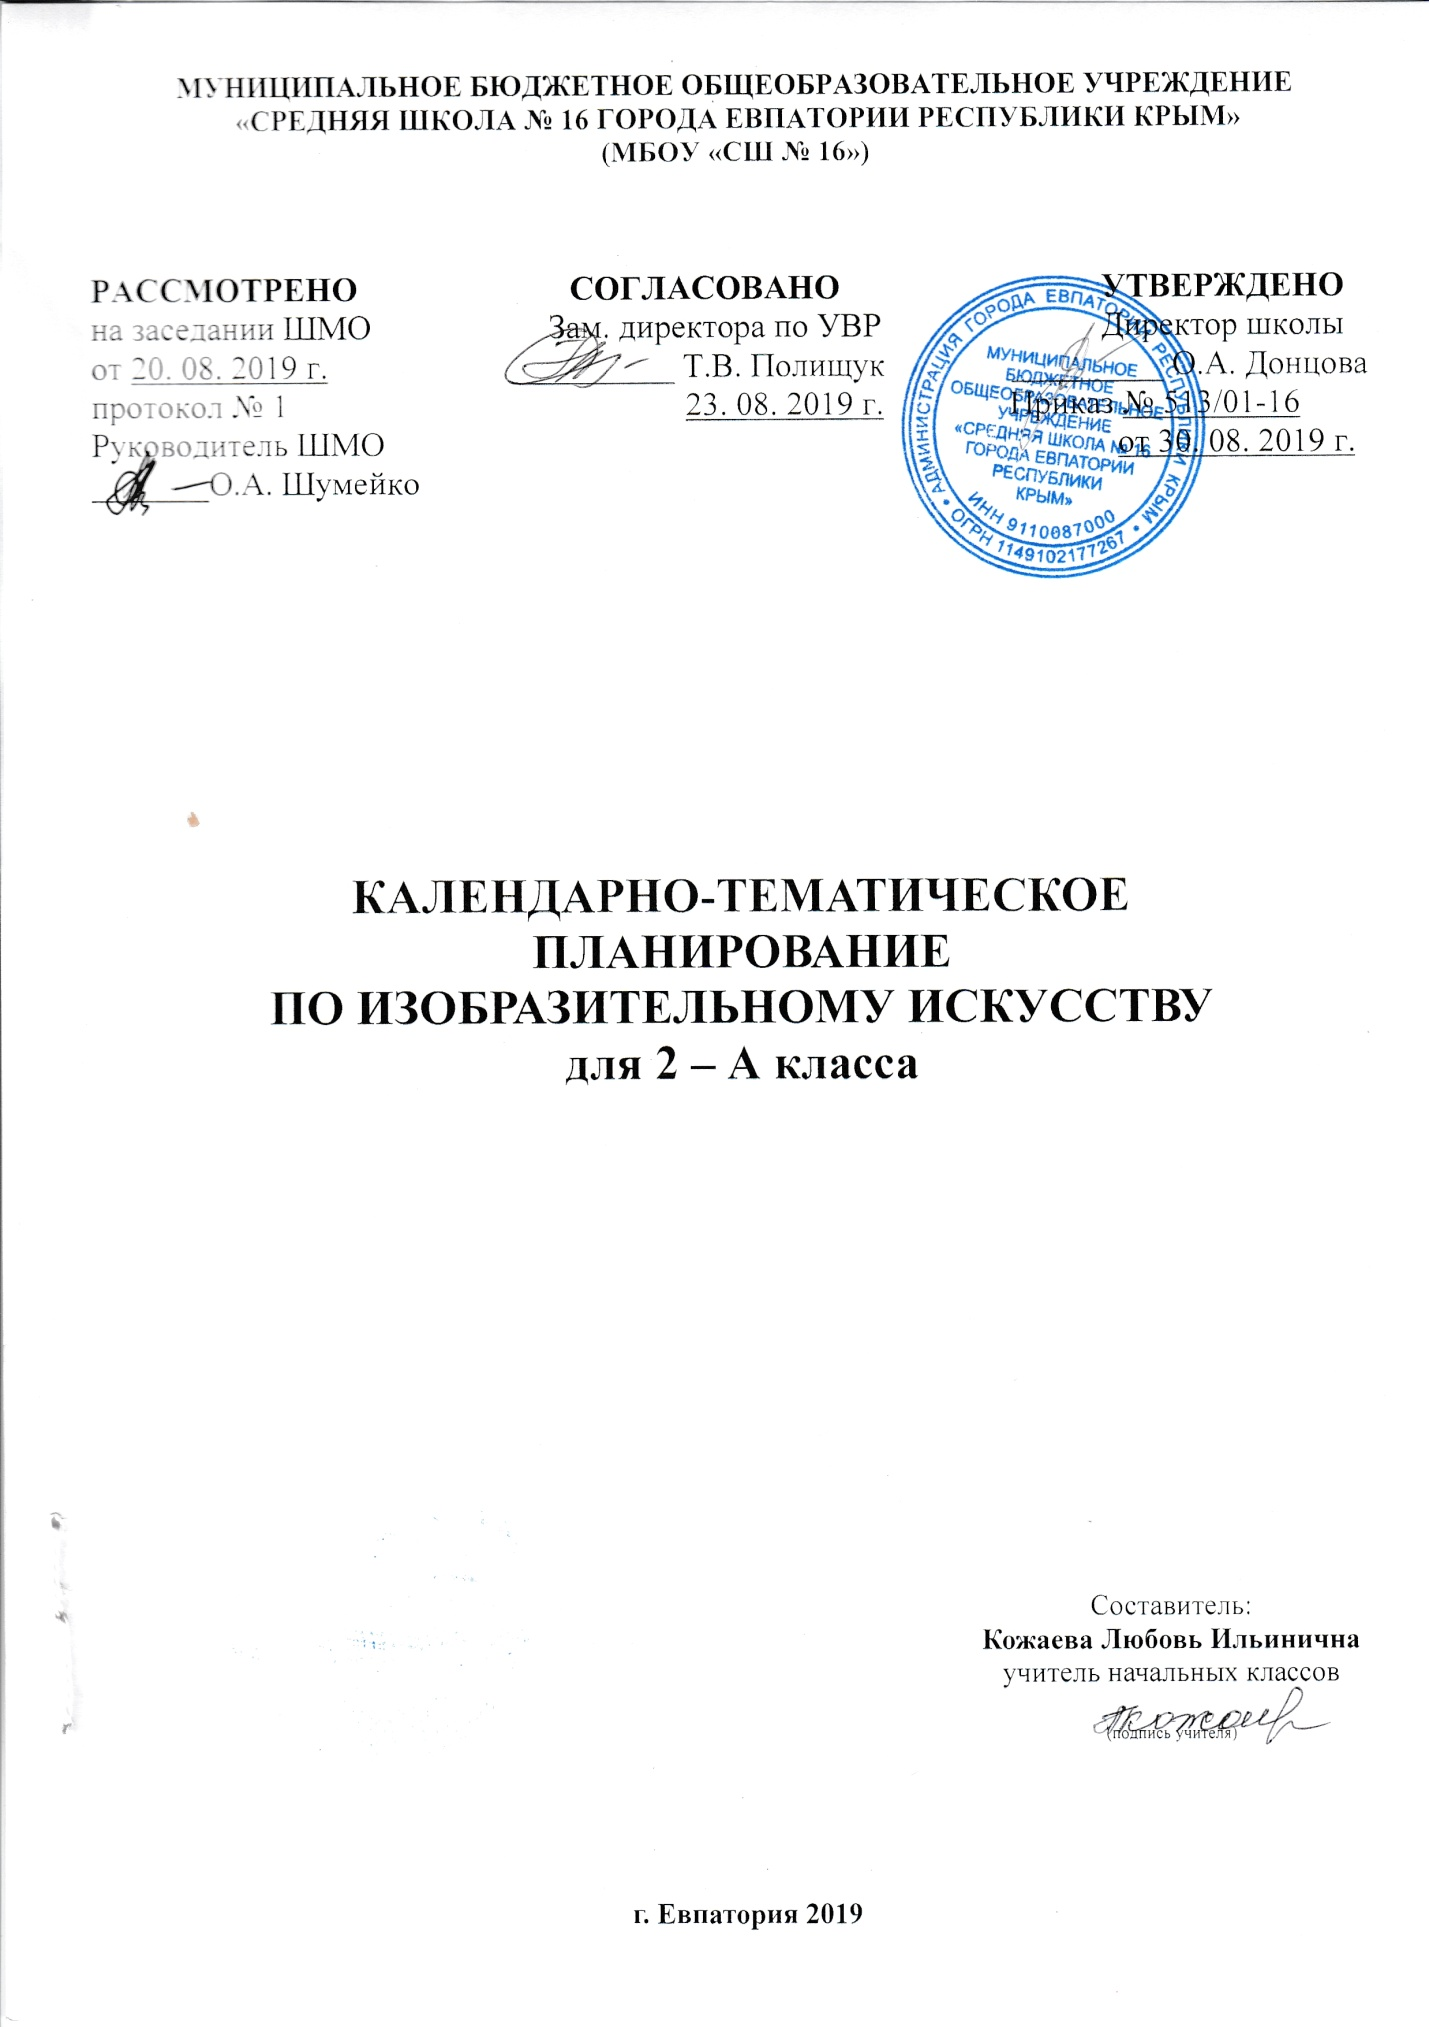 МУНИЦИПАЛЬНОЕ БЮДЖЕТНОЕ ОБЩЕОБРАЗОВАТЕЛЬНОЕ УЧРЕЖДЕНИЕ
«СРЕДНЯЯ ШКОЛА № 16 ГОРОДА ЕВПАТОРИИ РЕСПУБЛИКИ КРЫМ»
(МБОУ «СШ № 16»)
РАССМОТРЕНО
на заседании ШМО
от 20. 08. 2019 г.
протокол № 1
Руководитель ШМО
О.А. Шумейко
СОГЛАСОВАНО
Зам. директора по УВР
Т.В. Полищук
23. 08. 2019 г.
УТВЕРЖДЕНО
Директор школы
О.А. Донцова
Приказ № 513/01-16
от 30. 08. 2019 г.
АДМИНИСТРАЦИЯ ГОРОДА ЕВПАТОРИИ РЕСПУБЛИКИ КРЫМ
• ОГРН 1149102177267 •
МУНИЦИПАЛЬНОЕ
БЮДЖЕТНОЕ
ОБЩЕОБРАЗОВАТЕЛЬНОЕ
УЧРЕЖДЕНИЕ
«СРЕДНЯЯ ШКОЛА № 16
ГОРОДА ЕВПАТОРИИ
РЕСПУБЛИКИ
КРЫМ»
ИНН 9110087000
КАЛЕНДАРНО-ТЕМАТИЧЕСКОЕ
ПЛАНИРОВАНИЕ
ПО ИЗОБРАЗИТЕЛЬНОМУ ИСКУССТВУ
для 2 – А класса
Составитель:
Кожаева Любовь Ильинична
учитель начальных классов
(подпись учителя)
г. Евпатория 2019